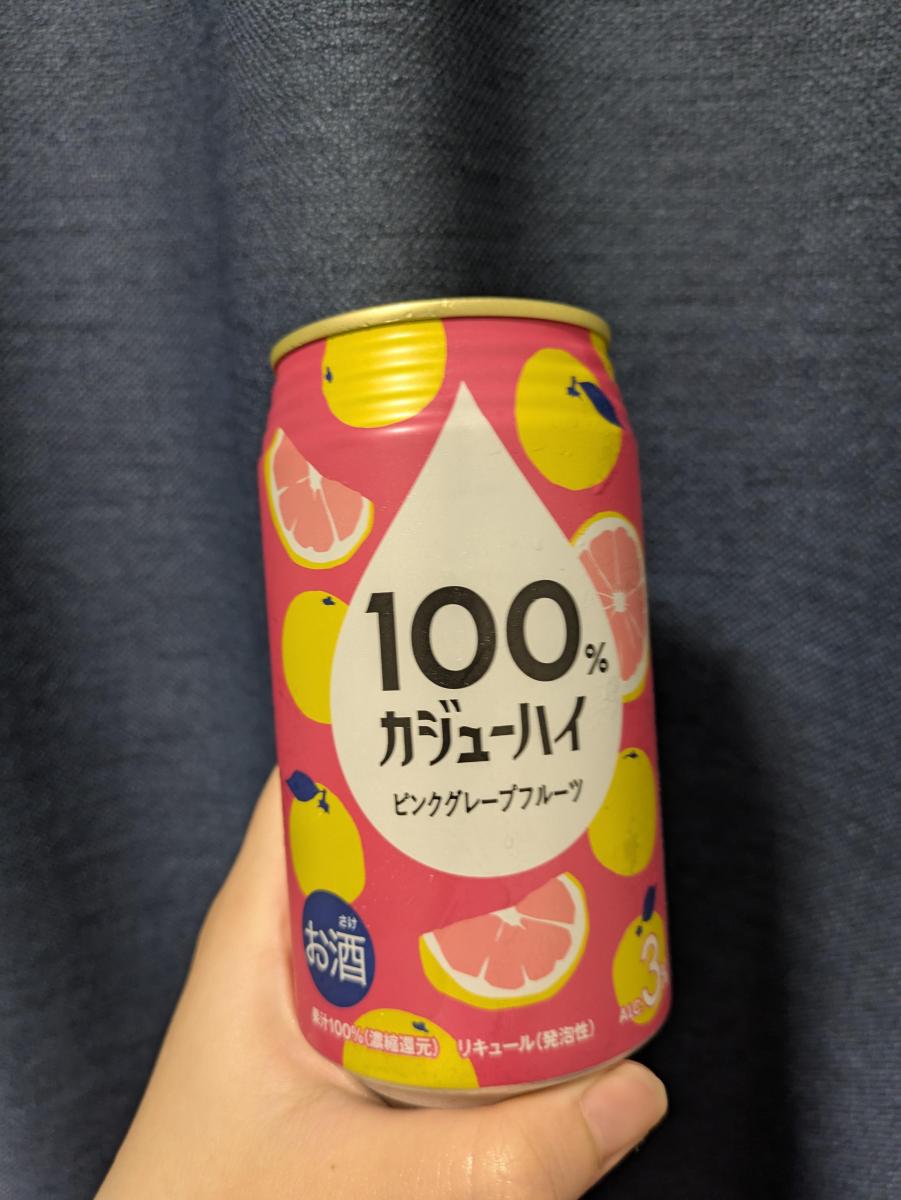 100%
カジューハイ
ピンクグレープフルーツ
さけ
お酒
ALC. 3%
果汁100%(濃縮還元) リキュール(発泡性)